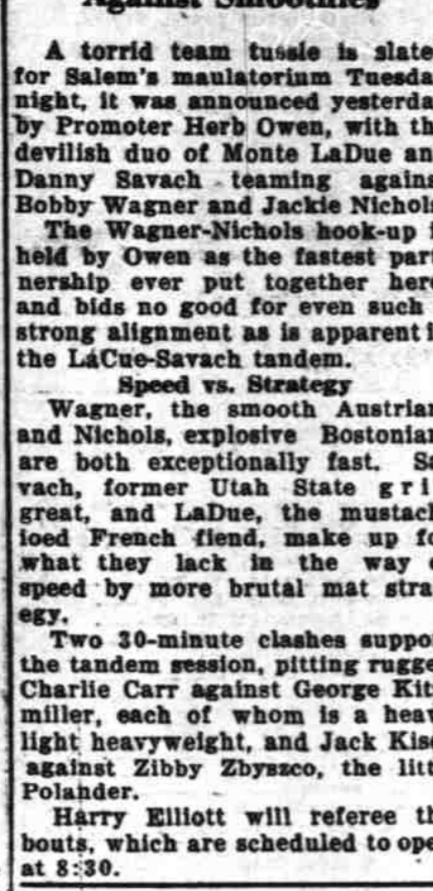 Against Smoothies
A torrid team tussle is slate
for Salem's maulatorium Tuesda
night, it was announced yesterda
by Promoter Herb Owen, with th
devilish duo of Monte LaDue an
Danny Savach teaming agains
Bobby Wagner and Jackie Nichols
The Wagner-Nichols hook-up i
held by Owen as the fastest part
nership ever put together here
and bids no good for even such
strong alignment as is apparent i
the LaCue-Savach tandem.
Speed vs. Strategy
Wagner, the smooth Austrian
and Nichols, explosive Bostonian
are both exceptionally fast. Sa
vach, former Utah State gri
great, and LaDue, the mustach
ioed French fiend, make up fo
what they lack in the way o
speed by more brutal mat stra
egy.
Two 30-minute clashes suppor
the tandem session, pitting rugge
Charlie Carr against George Kit
miller, each of whom is a heav
light heavyweight, and Jack Kise
against Zibby Zbyszco, the litt
Polander.
Harry Elliott will referee th
bouts, which are scheduled to ope
at 8:30.